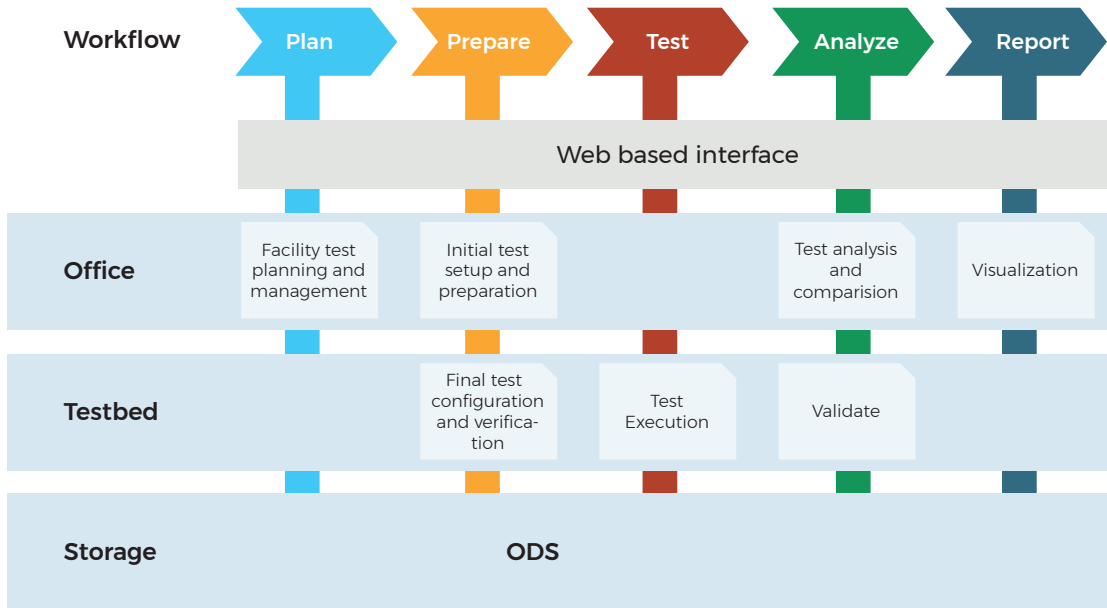 Workflow
Plan
Prepare
Test
Analyze
Report
Web based interface
Office
Facility test
planning and
management
Initial test
setup and
preparation
Test analysis
and
comparision
Visualization
Testbed
Final test
configuration
and verifica-
tion
Test
Execution
Validate
Storage
ODS